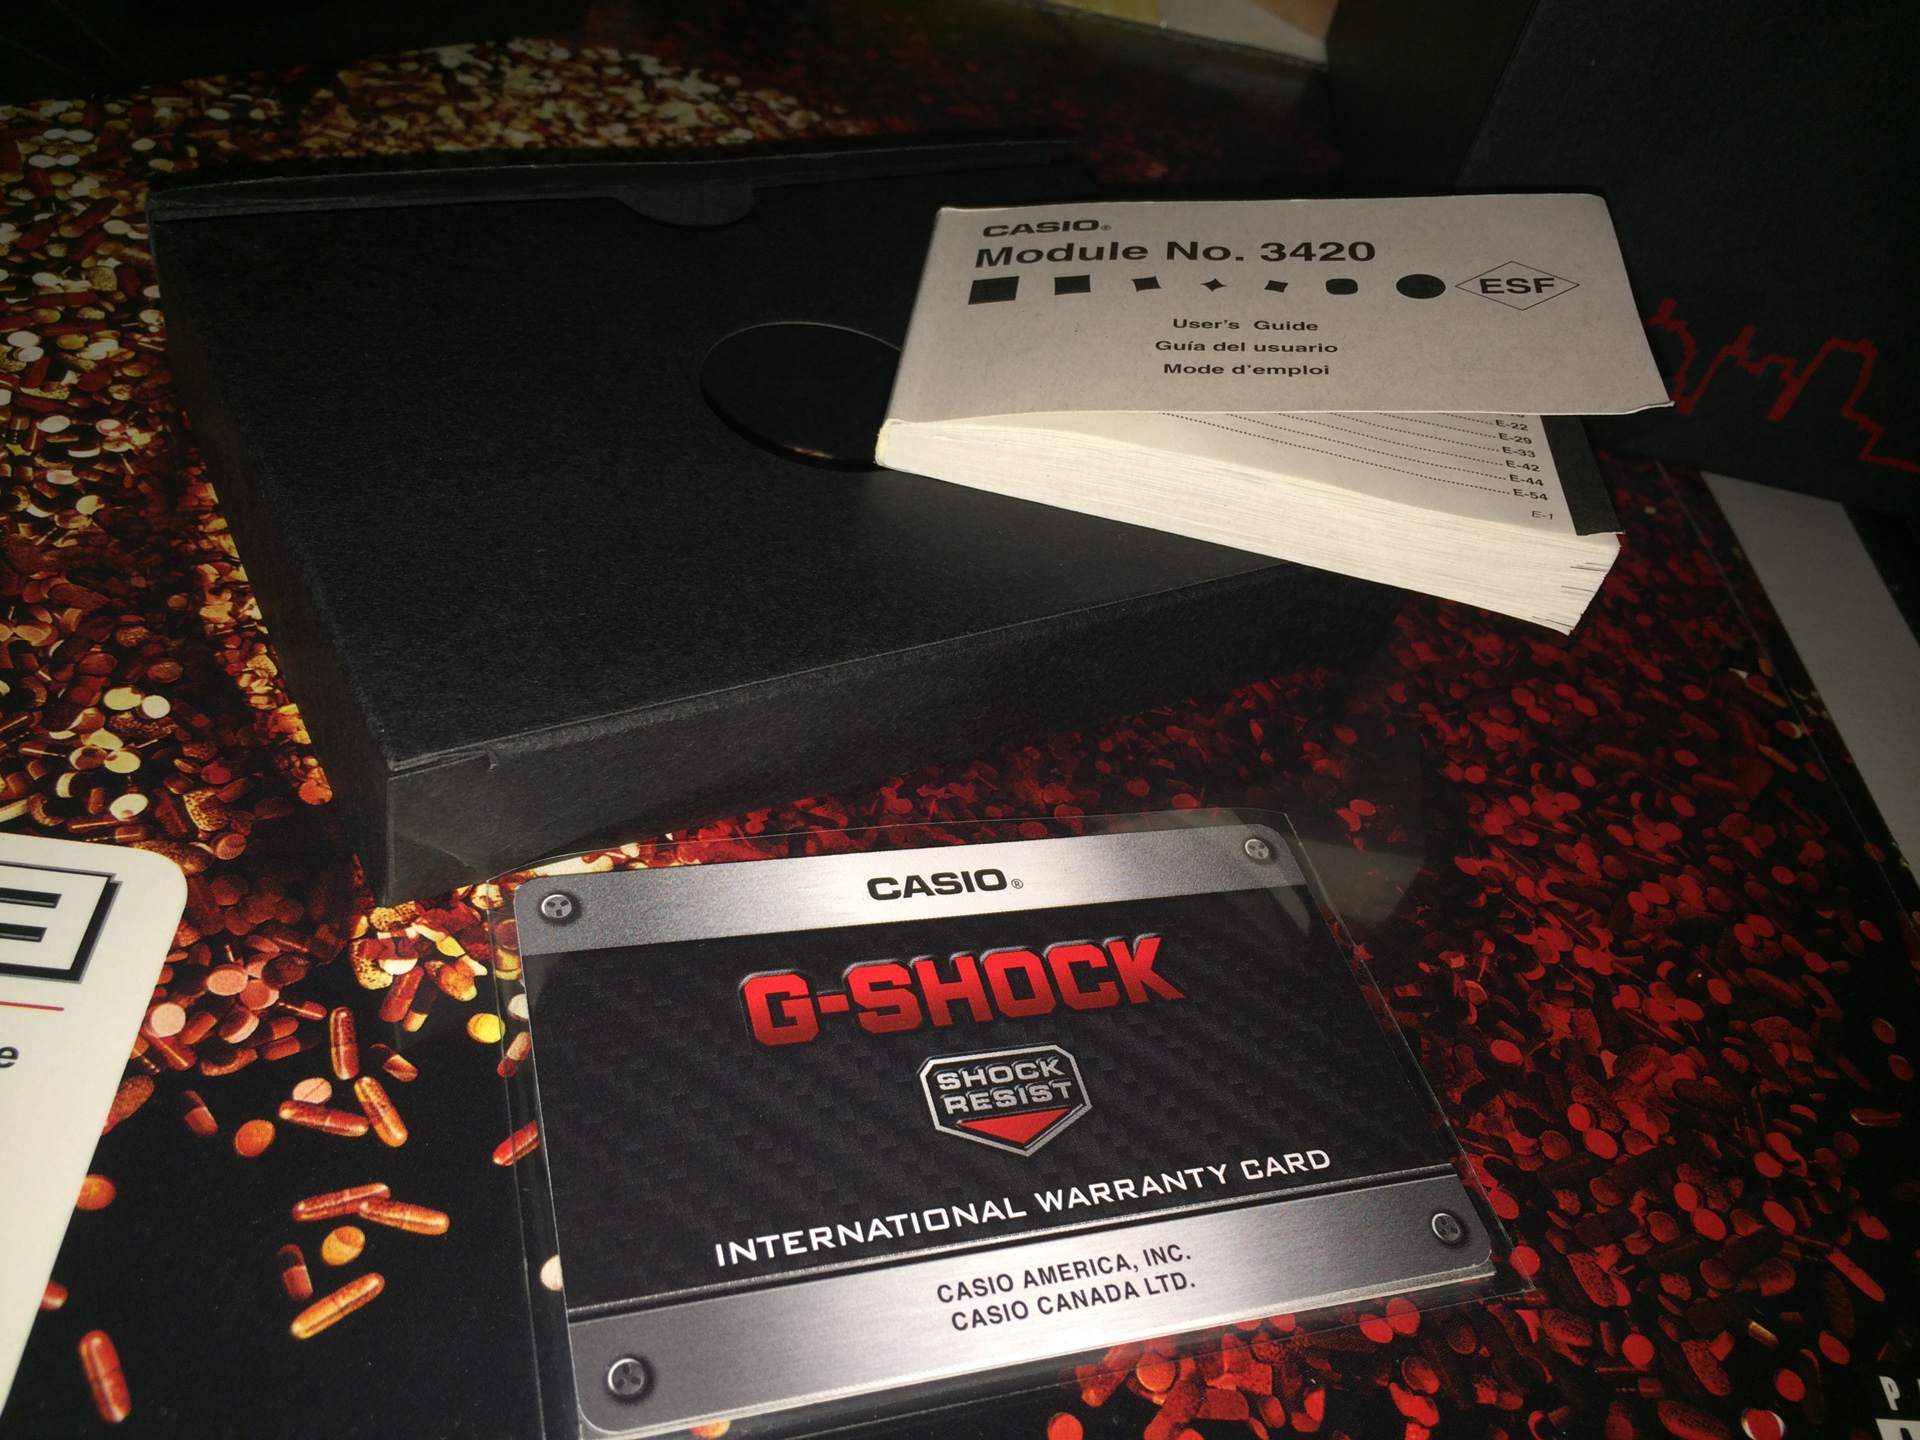 CASIO®
Module No. 3420
ESF
User's Guide
Guía del usuario
Mode d'emploi
E-22
E-29
E-33
E-42
E-44
E-54
E-1
CASIO®
G-SHOCK
SHOCK
RESIST
INTERNATIONAL WARRANTY CARD
CASIO AMERICA, INC.
CASIO CANADA LTD.
e
P